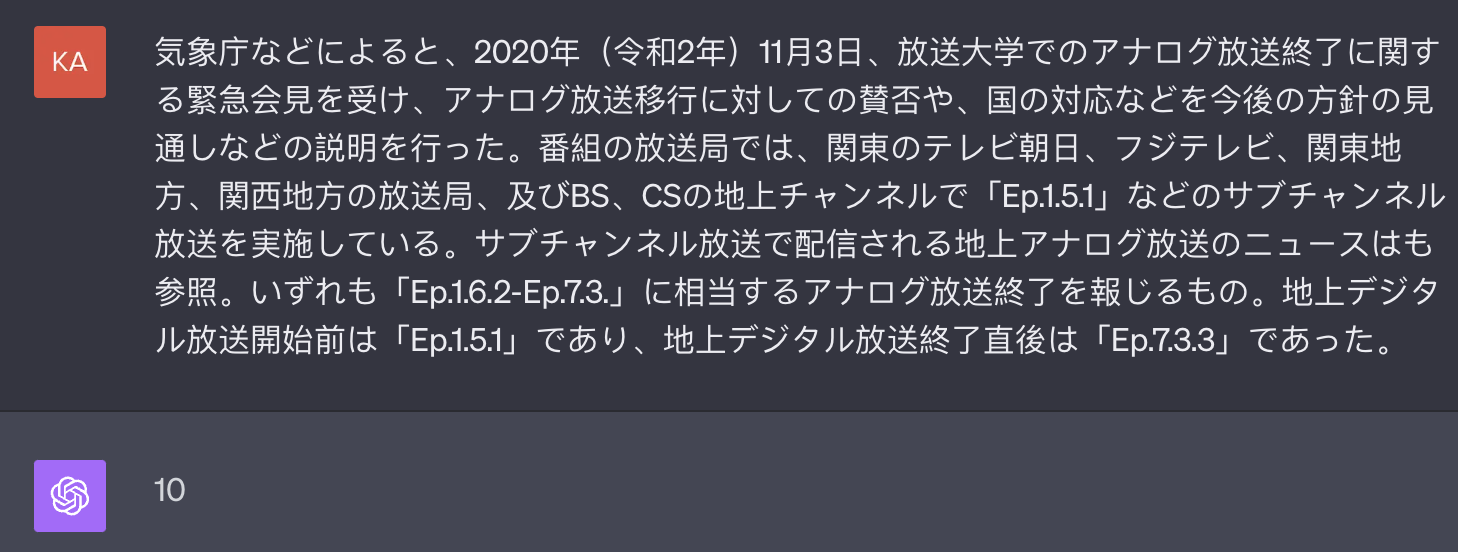 KA
気象庁などによると、2020年（令和2年）11月3日、放送大学でのアナログ放送終了に関す
る緊急会見を受け、アナログ放送移行に対しての賛否や、国の対応などを今後の方針の見
通しなどの説明を行った。番組の放送局では、関東のテレビ朝日、フジテレビ、関東地
方、関西地方の放送局、及びBS、CSの地上チャンネルで「Ep.1.5.1」などのサブチャンネル
放送を実施している。サブチャンネル放送で配信される地上アナログ放送のニュースはも
参照。いずれも「Ep.1.6.2-Ep.7.3.」に相当するアナログ放送終了を報じるもの。地上デジタ
ル放送開始前は「Ep.1.5.1」であり、地上デジタル放送終了直後は「Ep.7.3.3」であった。
10